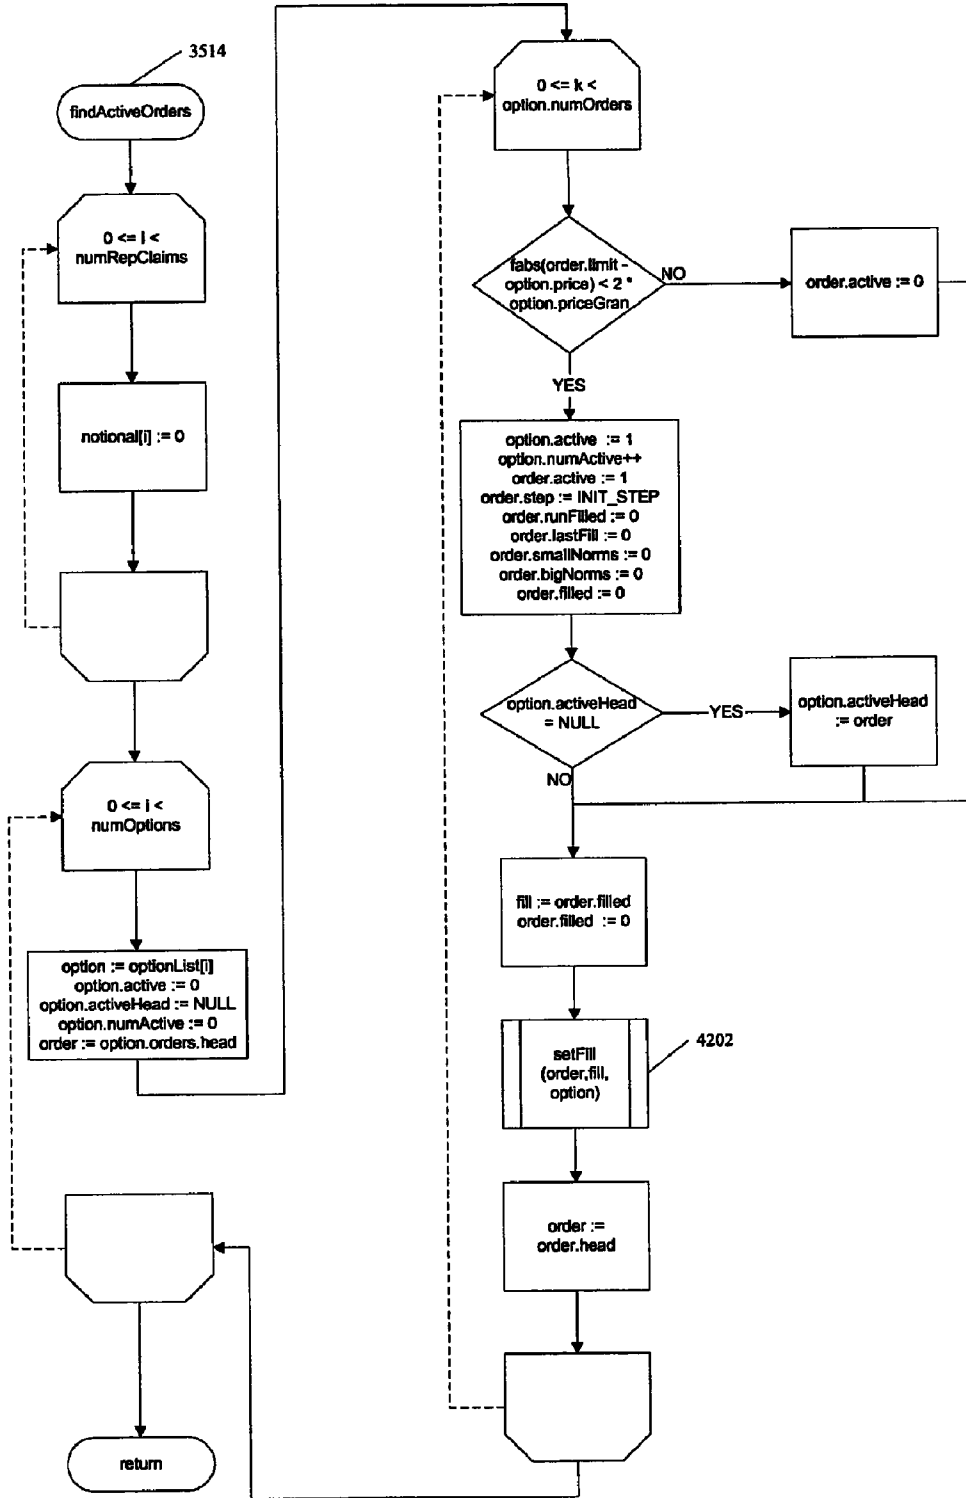 3514
findActiveOrders
0 <= i <
numRepClaims
notional[i] := 0
0 <= i <
numOptions
option := optionList[i]
option.active := 0
option.activeHead := NULL
option.numActive := 0
order := option.orders.head
return
0 <= k <
option.numOrders
fabs(order.limit -
option.price) < 2 *
option.priceGran
NO
order.active := 0
YES
option.active := 1
option.numActive++
order.active := 1
order.step := INIT_STEP
order.runFilled := 0
order.lastFill := 0
order.smallNorms := 0
order.bigNorms := 0
order.filled := 0
option.activeHead
= NULL
YES
option.activeHead
:= order
NO
fill := order.filled
order.filled := 0
4202
setFill
(order,fill,
option)
order :=
order.head